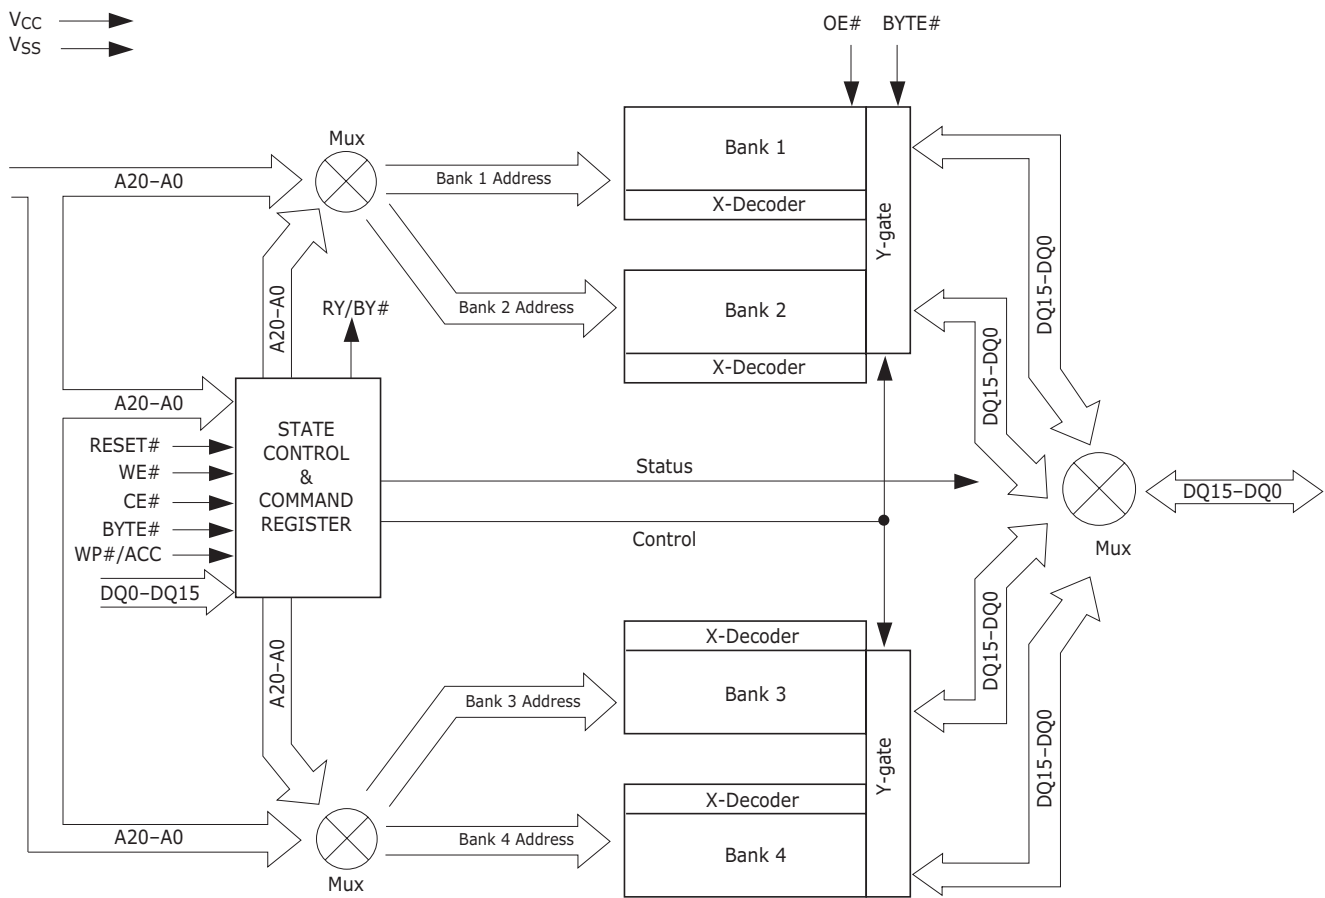 VCC
VSS
OE#
BYTE#
Mux
A20–A0
Bank 1 Address
Bank 1
X-Decoder
Y-gate
DQ15–DQ0
A20–A0
RY/BY#
Bank 2 Address
Bank 2
X-Decoder
DQ15–DQ0
A20–A0
RESET#
WE#
CE#
BYTE#
WP#/ACC
DQ0–DQ15
STATE
CONTROL
&
COMMAND
REGISTER
Status
Control
DQ15–DQ0
Mux
A20–A0
X-Decoder
Bank 3 Address
Bank 3
DQ15–DQ0
Y-gate
DQ15–DQ0
X-Decoder
A20–A0
Bank 4 Address
Bank 4
Mux